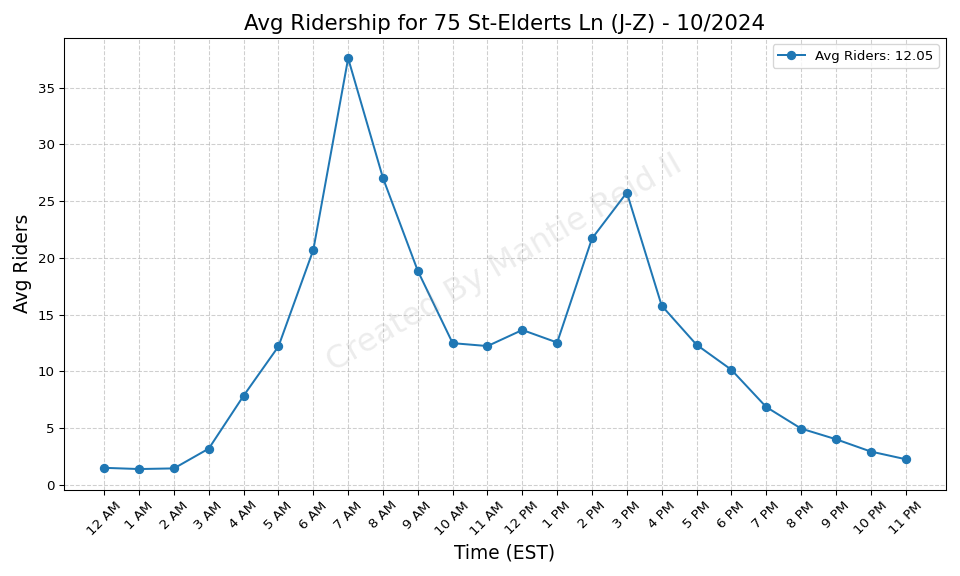 Avg Ridership for 75 St-Elderts Ln (J-Z) - 10/2024
Avg Riders: 12.05
Avg Riders
35
30
25
20
15
10
5
0
Created By Mantle Reid II
12 AM
1 AM
2 AM
3 AM
4 AM
5 AM
6 AM
7 AM
8 AM
9 AM
10 AM
11 AM
12 PM
1 PM
2 PM
3 PM
4 PM
5 PM
6 PM
7 PM
8 PM
9 PM
10 PM
11 PM
Time (EST)